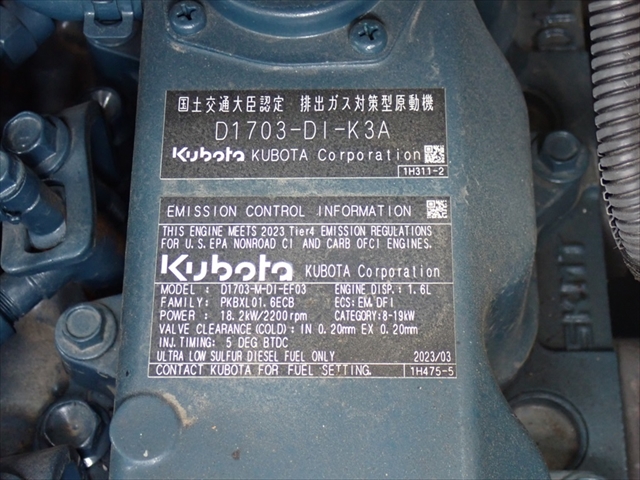 国土交通大臣認定 排出ガス対策型原動機
D1703-DI-K3A
Kubota KUBOTA Corporation
1H311-2
EMISSION CONTROL INFORMATION
THIS ENGINE MEETS 2023 Tier4 EMISSION REGULATIONS
FOR U.S.EPA NONROAD CI AND CARB OFCI ENGINES.
Kubota KUBOTA Corporation
MODEL : D1703-M-DI-EF03 ENGINE DISP.: 1.6L
FAMILY: PKBXL01.6ECB ECS:EM/DFI
POWER : 18.2kW/2200rpm CATEGORY:8-19kW
VALVE CLEARANCE(COLD): IN 0.20mm EX 0.20mm
INJ.TIMING: 5 DEG BTDC
ULTRA LOW SULFUR DIESEL FUEL ONLY 2023/03
CONTACT KUBOTA FOR FUEL SETTING. 1H475-5